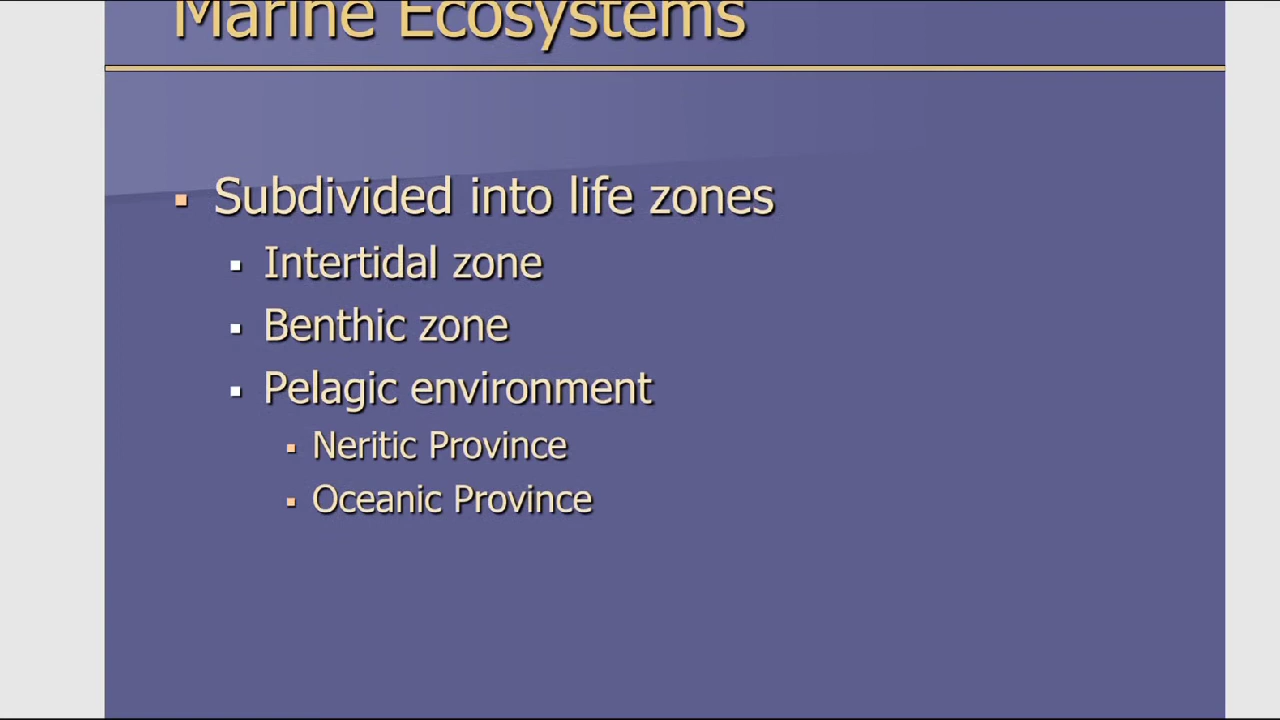 Marine Ecosystems
Subdivided into life zones
Intertidal zone
Benthic zone
Pelagic environment
Neritic Province
Oceanic Province